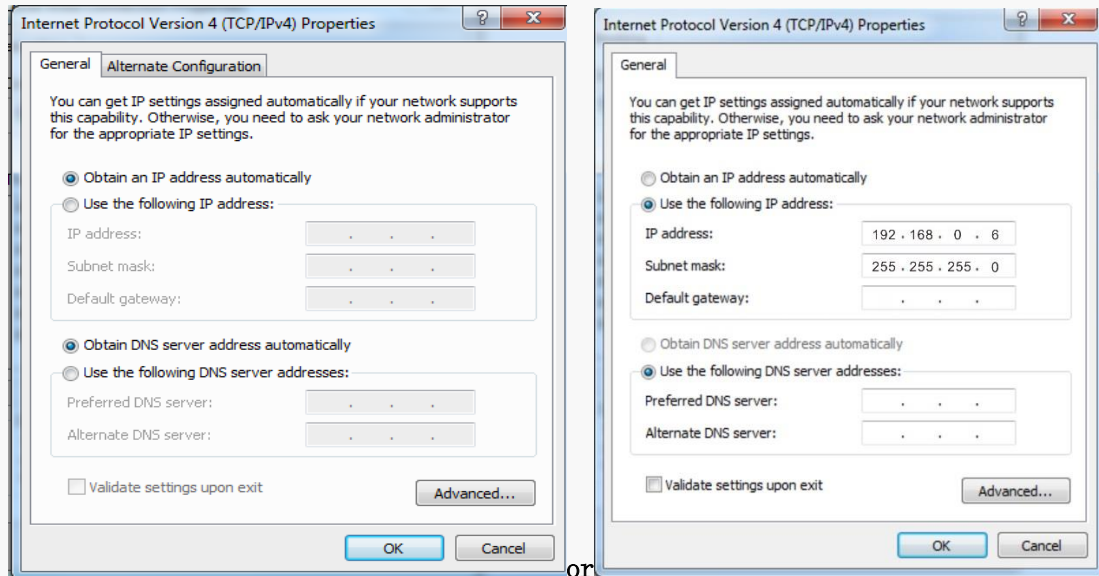 Internet Protocol Version 4 (TCP/IPv4) Properties
General
Alternate Configuration
You can get IP settings assigned automatically if your network supports
this capability. Otherwise, you need to ask your network administrator
for the appropriate IP settings.
Obtain an IP address automatically
Use the following IP address:
IP address:
. . .
Subnet mask:
. . .
Default gateway:
. . .
Obtain DNS server address automatically
Use the following DNS server addresses:
Preferred DNS server:
. . .
Alternate DNS server:
. . .
Validate settings upon exit
Advanced...
OK
Cancel
or
Internet Protocol Version 4 (TCP/IPv4) Properties
General
You can get IP settings assigned automatically if your network supports
this capability. Otherwise, you need to ask your network administrator
for the appropriate IP settings.
Obtain an IP address automatically
Use the following IP address:
IP address:
192 . 168 . 0 . 6
Subnet mask:
255 . 255 . 255 . 0
Default gateway:
. . .
Obtain DNS server address automatically
Use the following DNS server addresses:
Preferred DNS server:
. . .
Alternate DNS server:
. . .
Validate settings upon exit
Advanced...
OK
Cancel